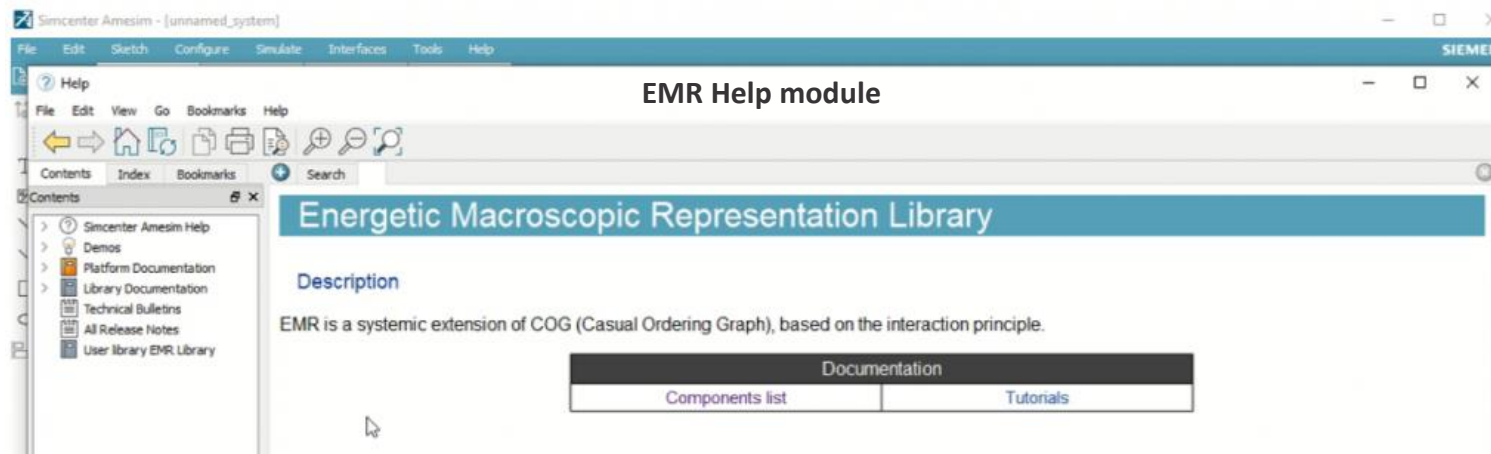 Simcenter Amesim - [unnamed_system]
File Edit Sketch Configure Simulate Interfaces Tools Help
Help
EMR Help module
File Edit View Go Bookmarks Help
Contents Index Bookmarks Search
Contents
Simcenter Amesim Help
Demos
Platform Documentation
Library Documentation
Technical Bulletins
All Release Notes
User library EMR Library
Energetic Macroscopic Representation Library
Description
EMR is a systemic extension of COG (Casual Ordering Graph), based on the interaction principle.
Documentation
Components list Tutorials